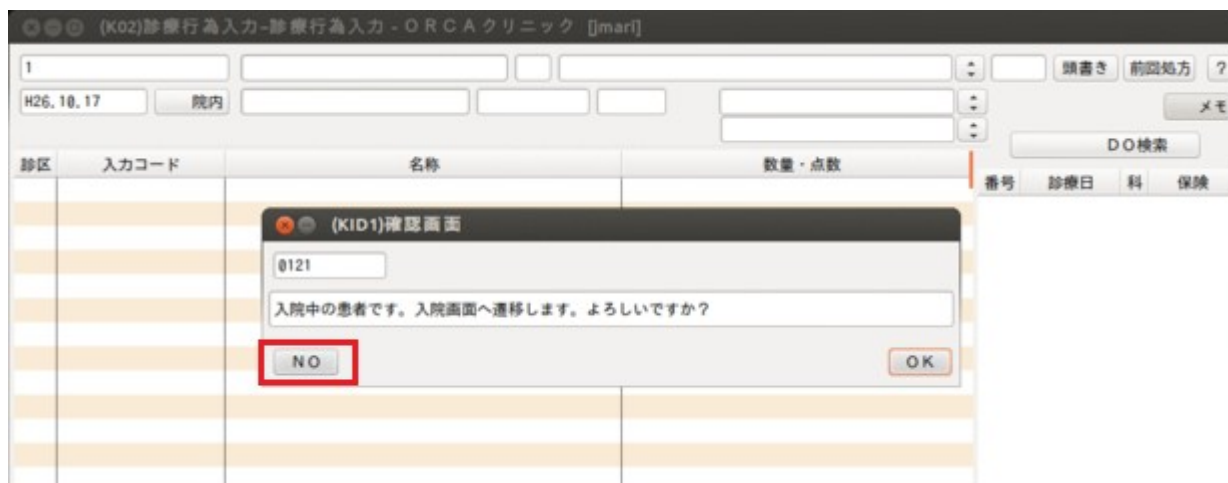 (K02)診療行為入力-診療行為入力 - ORCAクリニック [jmari]
1 頭書き 前回処方 ?
H26.10.17 院内 メモ
DO検索
診区 入力コード 名称 数量・点数
番号 診療日 科 保険
(KID1)確認画面
0121
入院中の患者です。入院画面へ遷移します。よろしいですか?
NO OK